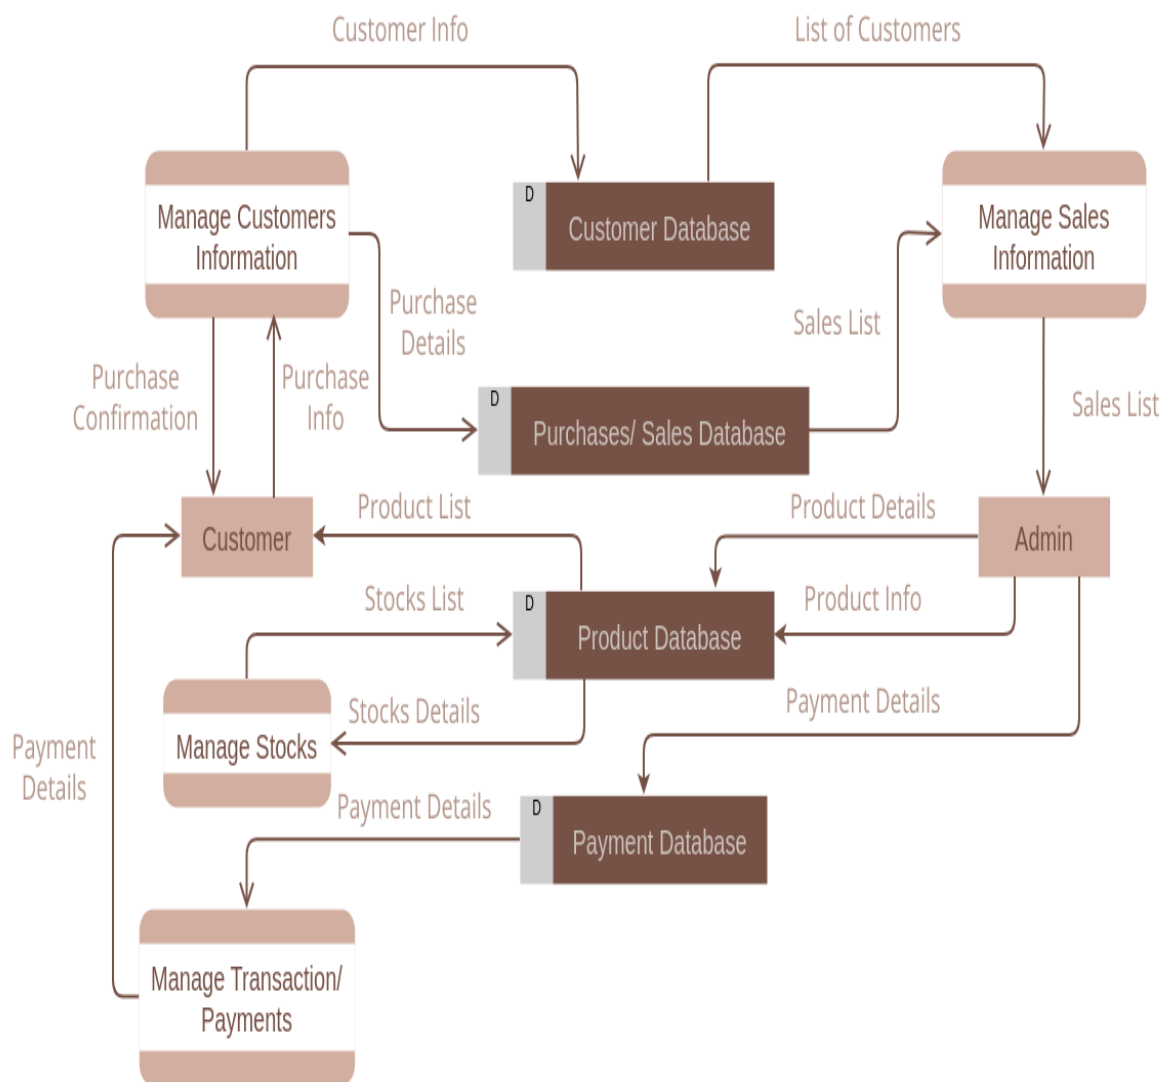 Customer Info
List of Customers
Manage Customers
Information
D
Customer Database
Manage Sales
Information
Purchase
Details
Sales List
Purchase
Confirmation
Purchase
Info
D
Purchases/ Sales Database
Sales List
Customer
Product List
Product Details
Admin
Stocks List
D
Product Database
Product Info
Manage Stocks
Stocks Details
Payment Details
Payment
Details
Payment Details
D
Payment Database
Manage Transaction/
Payments